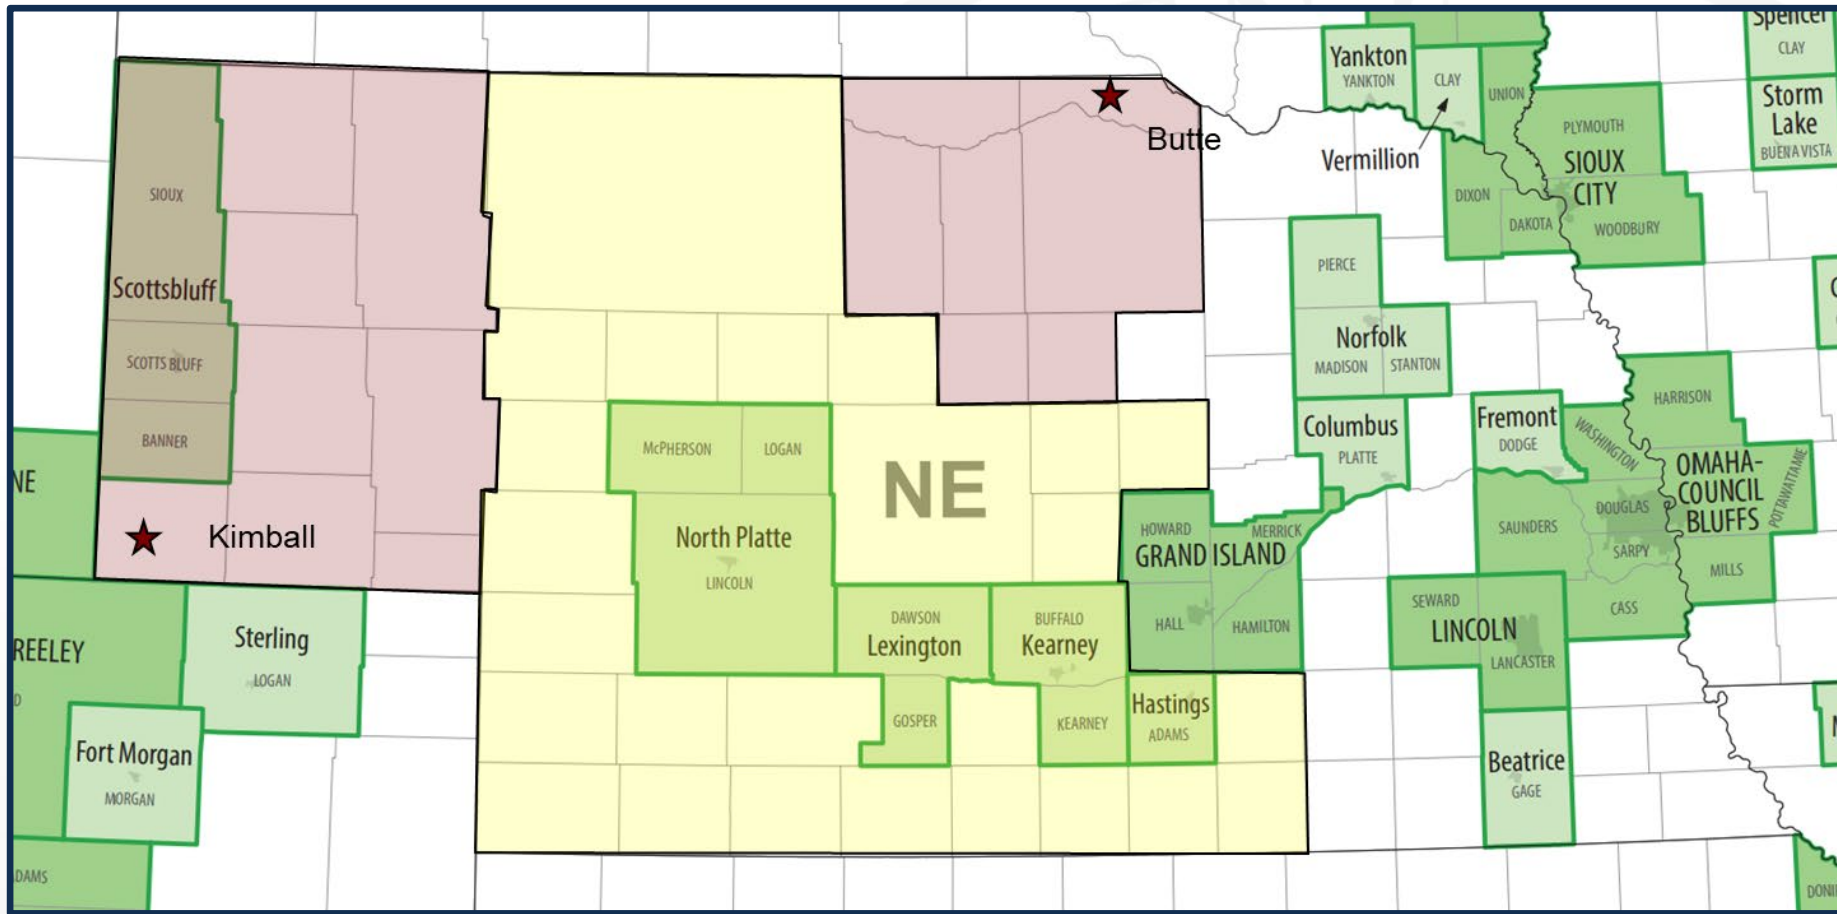 Spencer
CLAY
Yankton
YANKTON
CLAY
UNION
Storm
Lake
BUENA VISTA
PLYMOUTH
SIOUX
CITY
WOODBURY
Butte
Vermillion
DIXON
DAKOTA
SIOUX
Scottsbluff
SCOTTS BLUFF
BANNER
PIERCE
Norfolk
MADISON
STANTON
HARRISON
McPHERSON
LOGAN
NE
Columbus
PLATTE
Fremont
DODGE
WASHINGTON
OMAHA-
COUNCIL
BLUFFS
POTTAWATTAMIE
DOUGLAS
SARPY
SAUNDERS
MILLS
CASS
NE
Kimball
North Platte
LINCOLN
HOWARD
MERRICK
GRAND ISLAND
HALL
HAMILTON
SEWARD
LINCOLN
LANCASTER
REELEY
D
Sterling
LOGAN
DAWSON
Lexington
BUFFALO
Kearney
GOSPER
KEARNEY
Hastings
ADAMS
Fort Morgan
MORGAN
Beatrice
GAGE
DAMS
DONI